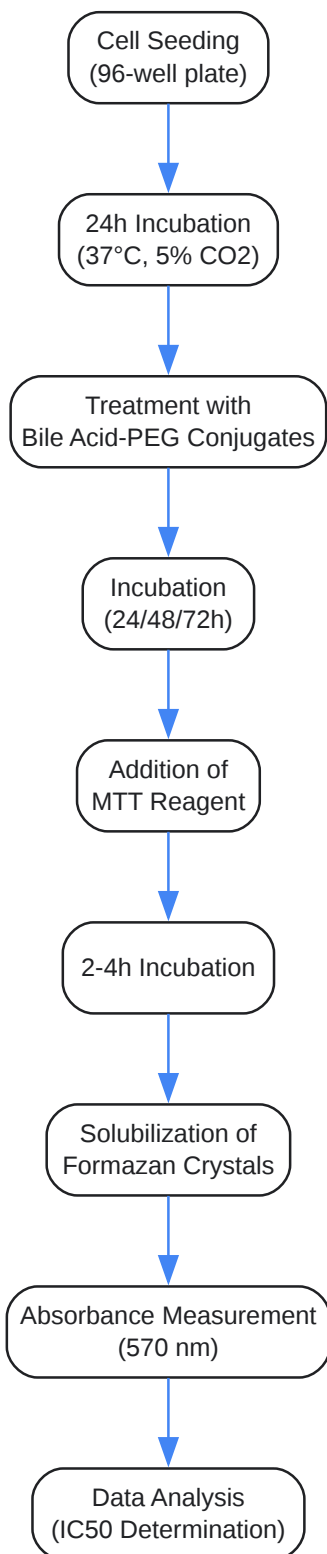 Cell Seeding
(96-well plate)
24h Incubation
(37°C, 5% CO2)
Treatment with
Bile Acid-PEG Conjugates
Incubation
(24/48/72h)
Addition of
MTT Reagent
2-4h Incubation
Solubilization of
Formazan Crystals
Absorbance Measurement
(570 nm)
Data Analysis
(IC50 Determination)